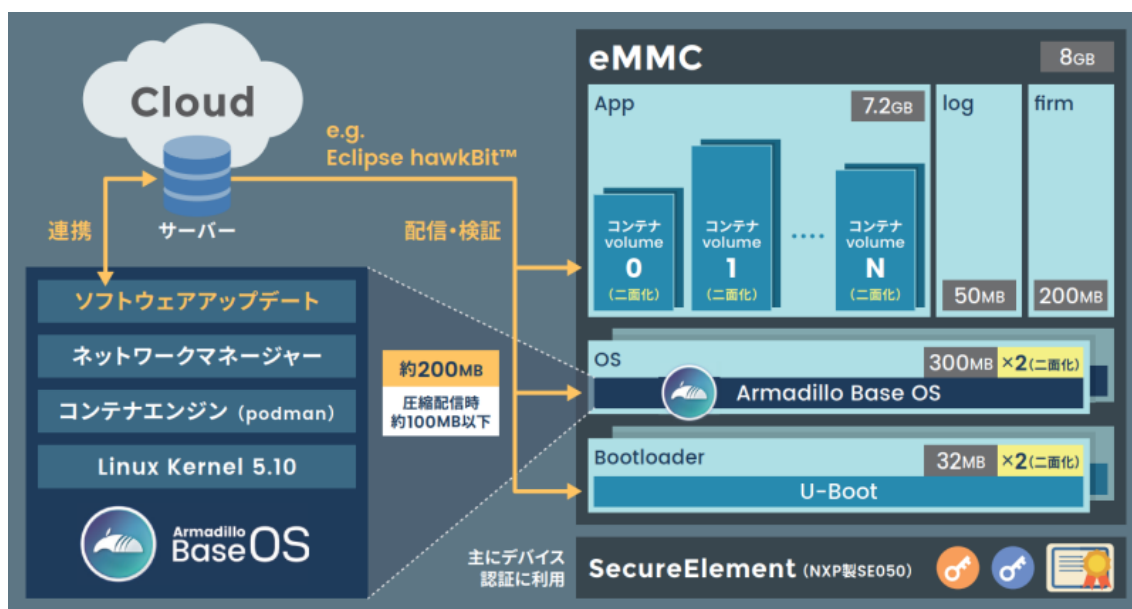 Cloud
サーバー
e.g.
Eclipse hawkBit™
連携
配信・検証
ソフトウェアアップデート
ネットワークマネージャー
コンテナエンジン（podman）
Linux Kernel 5.10
Armadillo
Base OS
約200MB
圧縮配信時
約100MB以下
eMMC
8GB
App
7.2GB
コンテナ
volume
0
(二面化)
コンテナ
volume
1
(二面化)
‥‥
コンテナ
volume
N
(二面化)
log
50MB
firm
200MB
OS
300MB ×2(二面化)
Armadillo Base OS
Bootloader
32MB ×2(二面化)
U-Boot
主にデバイス
認証に利用
SecureElement (NXP製SE050)